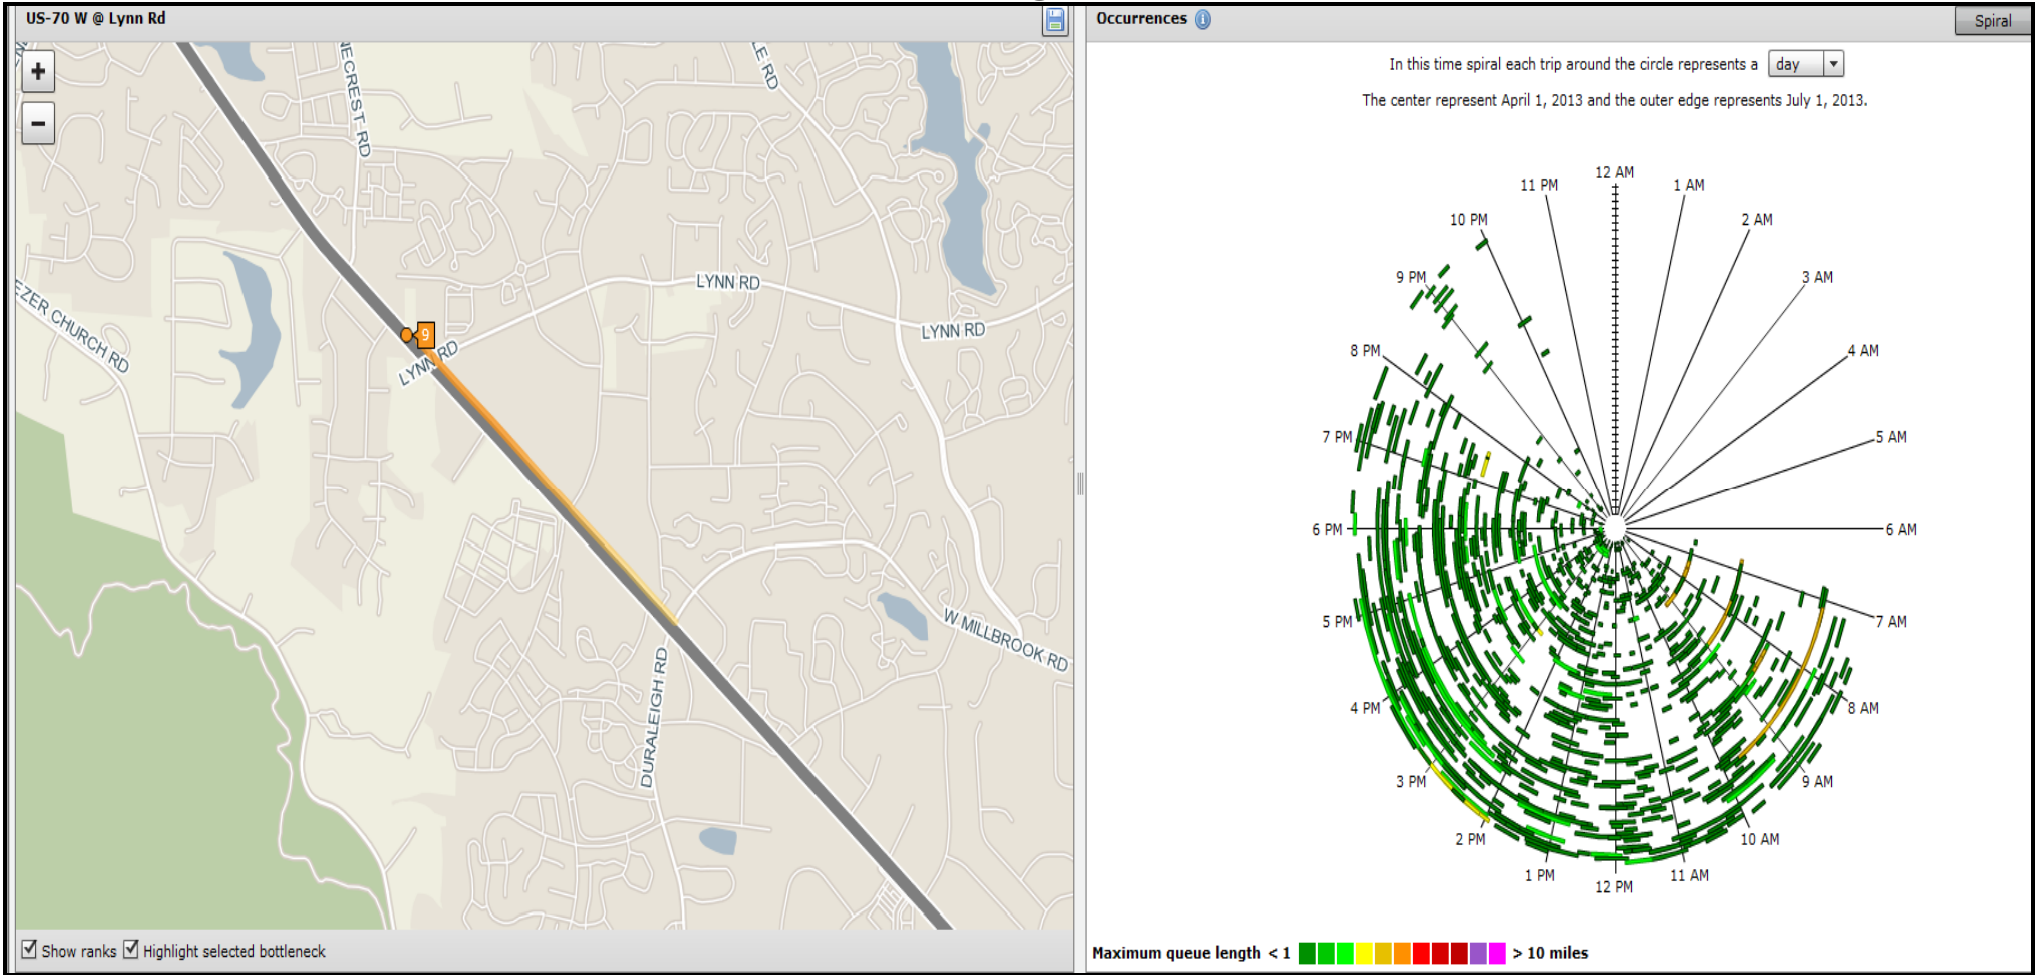 US-70 W @ Lynn Rd
+
−
NECREST RD
LE RD
EZER CHURCH RD
LYNN RD
LYNN RD
9
LYNN RD
W MILLBROOK RD
DURALEIGH RD
Show ranks Highlight selected bottleneck
Occurrences i
Spiral
In this time spiral each trip around the circle represents a day
The center represent April 1, 2013 and the outer edge represents July 1, 2013.
12 AM
11 PM
1 AM
10 PM
2 AM
9 PM
3 AM
8 PM
4 AM
7 PM
5 AM
6 PM
6 AM
5 PM
7 AM
4 PM
8 AM
3 PM
9 AM
2 PM
10 AM
1 PM
12 PM
11 AM
Maximum queue length < 1 > 10 miles